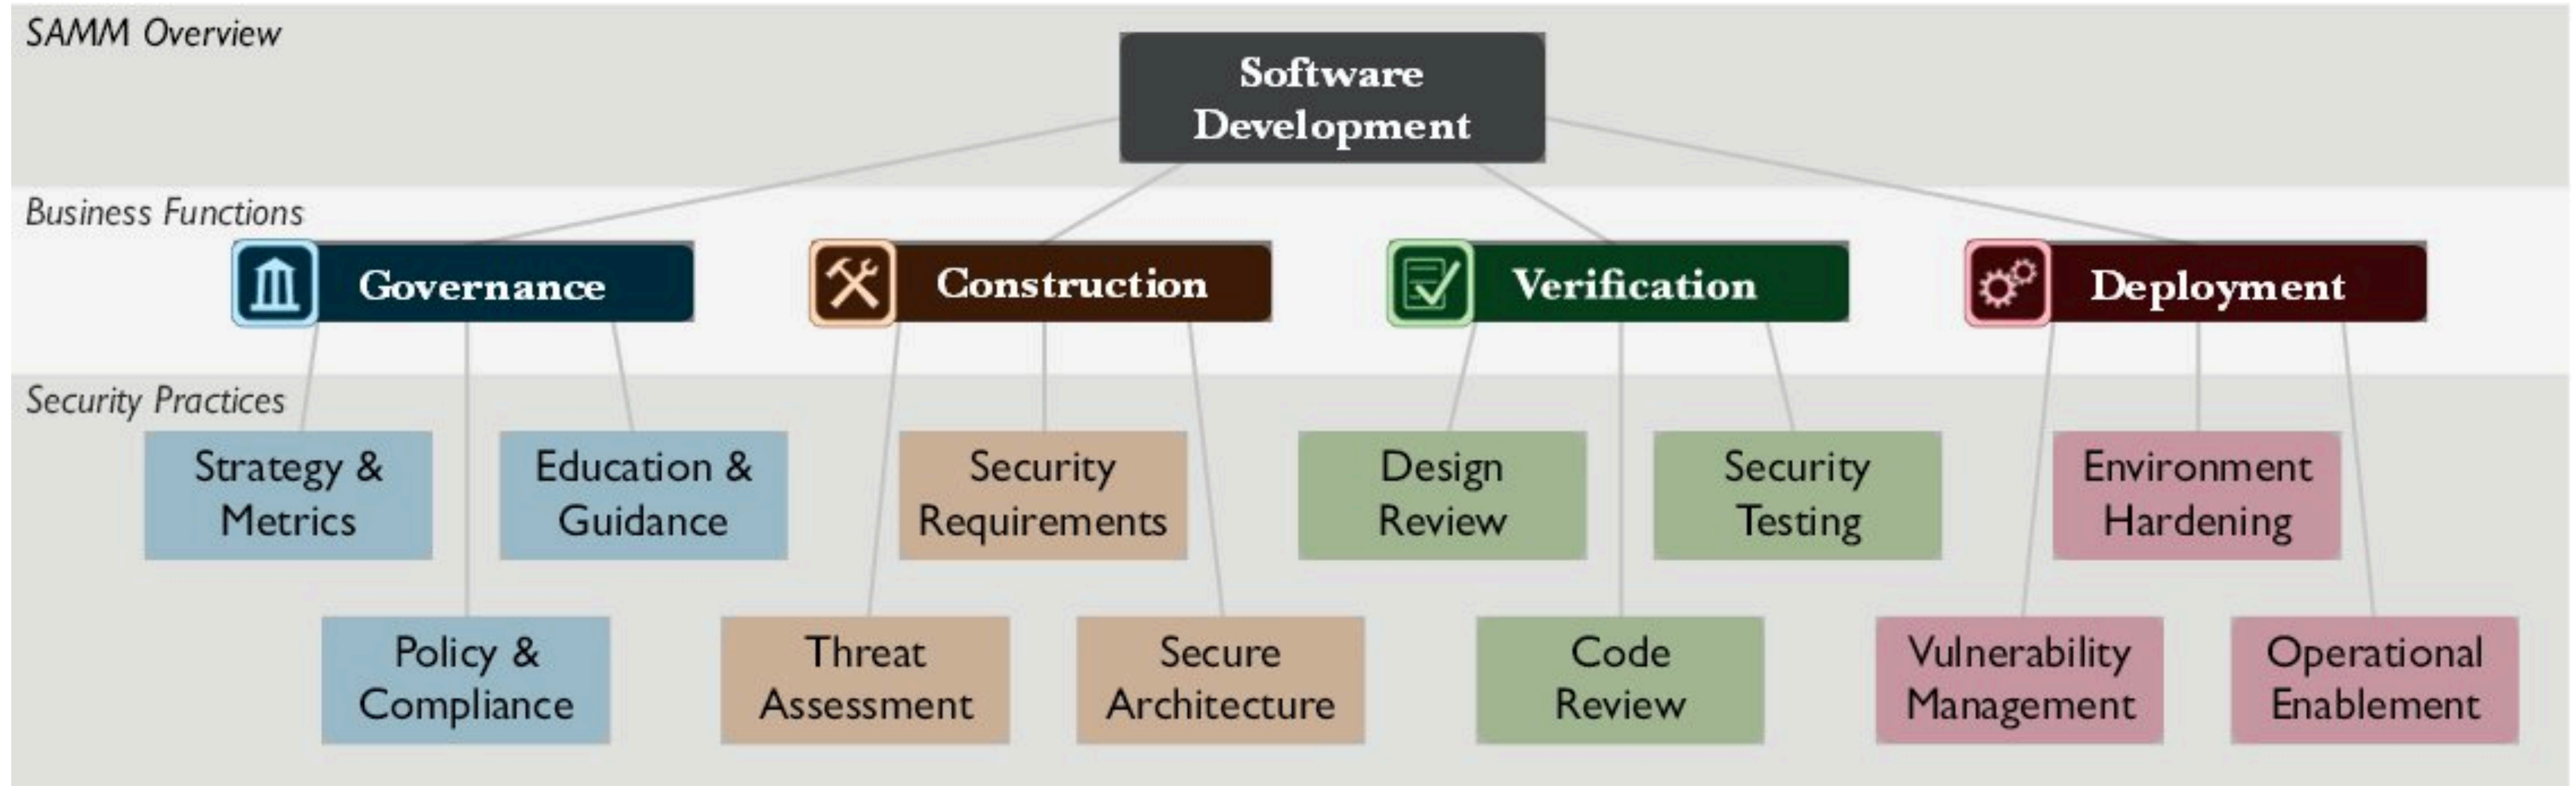 SAMM Overview
Software
Development
Business Functions
Governance
Construction
Verification
Deployment
Security Practices
Strategy &
Metrics
Education &
Guidance
Security
Requirements
Design
Review
Security
Testing
Environment
Hardening
Policy &
Compliance
Threat
Assessment
Secure
Architecture
Code
Review
Vulnerability
Management
Operational
Enablement